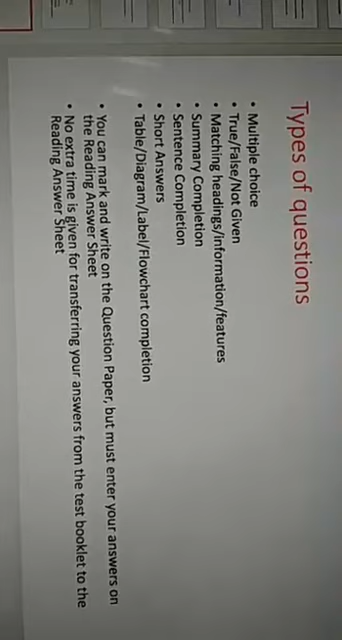 Types of questions
• Multiple choice
• True/False/Not Given
• Matching headings/information/features
• Summary Completion
• Sentence Completion
• Short Answers
• Table/Diagram/Label/Flowchart completion
• You can mark and write on the Question Paper, but must enter your answers on
the Reading Answer Sheet
• No extra time is given for transferring your answers from the test booklet to the
Reading Answer Sheet